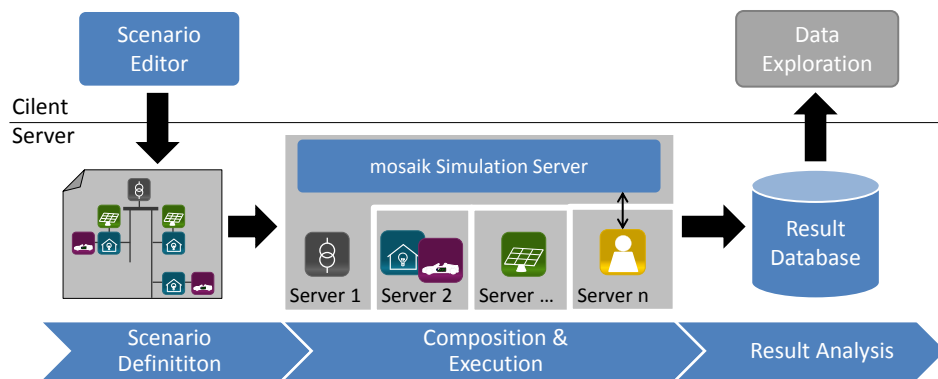 Scenario
Editor
Data
Exploration
Cilent
Server
mosaik Simulation Server
Result
Database
Server 1
Server 2
Server ...
Server n
Scenario
Definititon
Composition &
Execution
Result Analysis